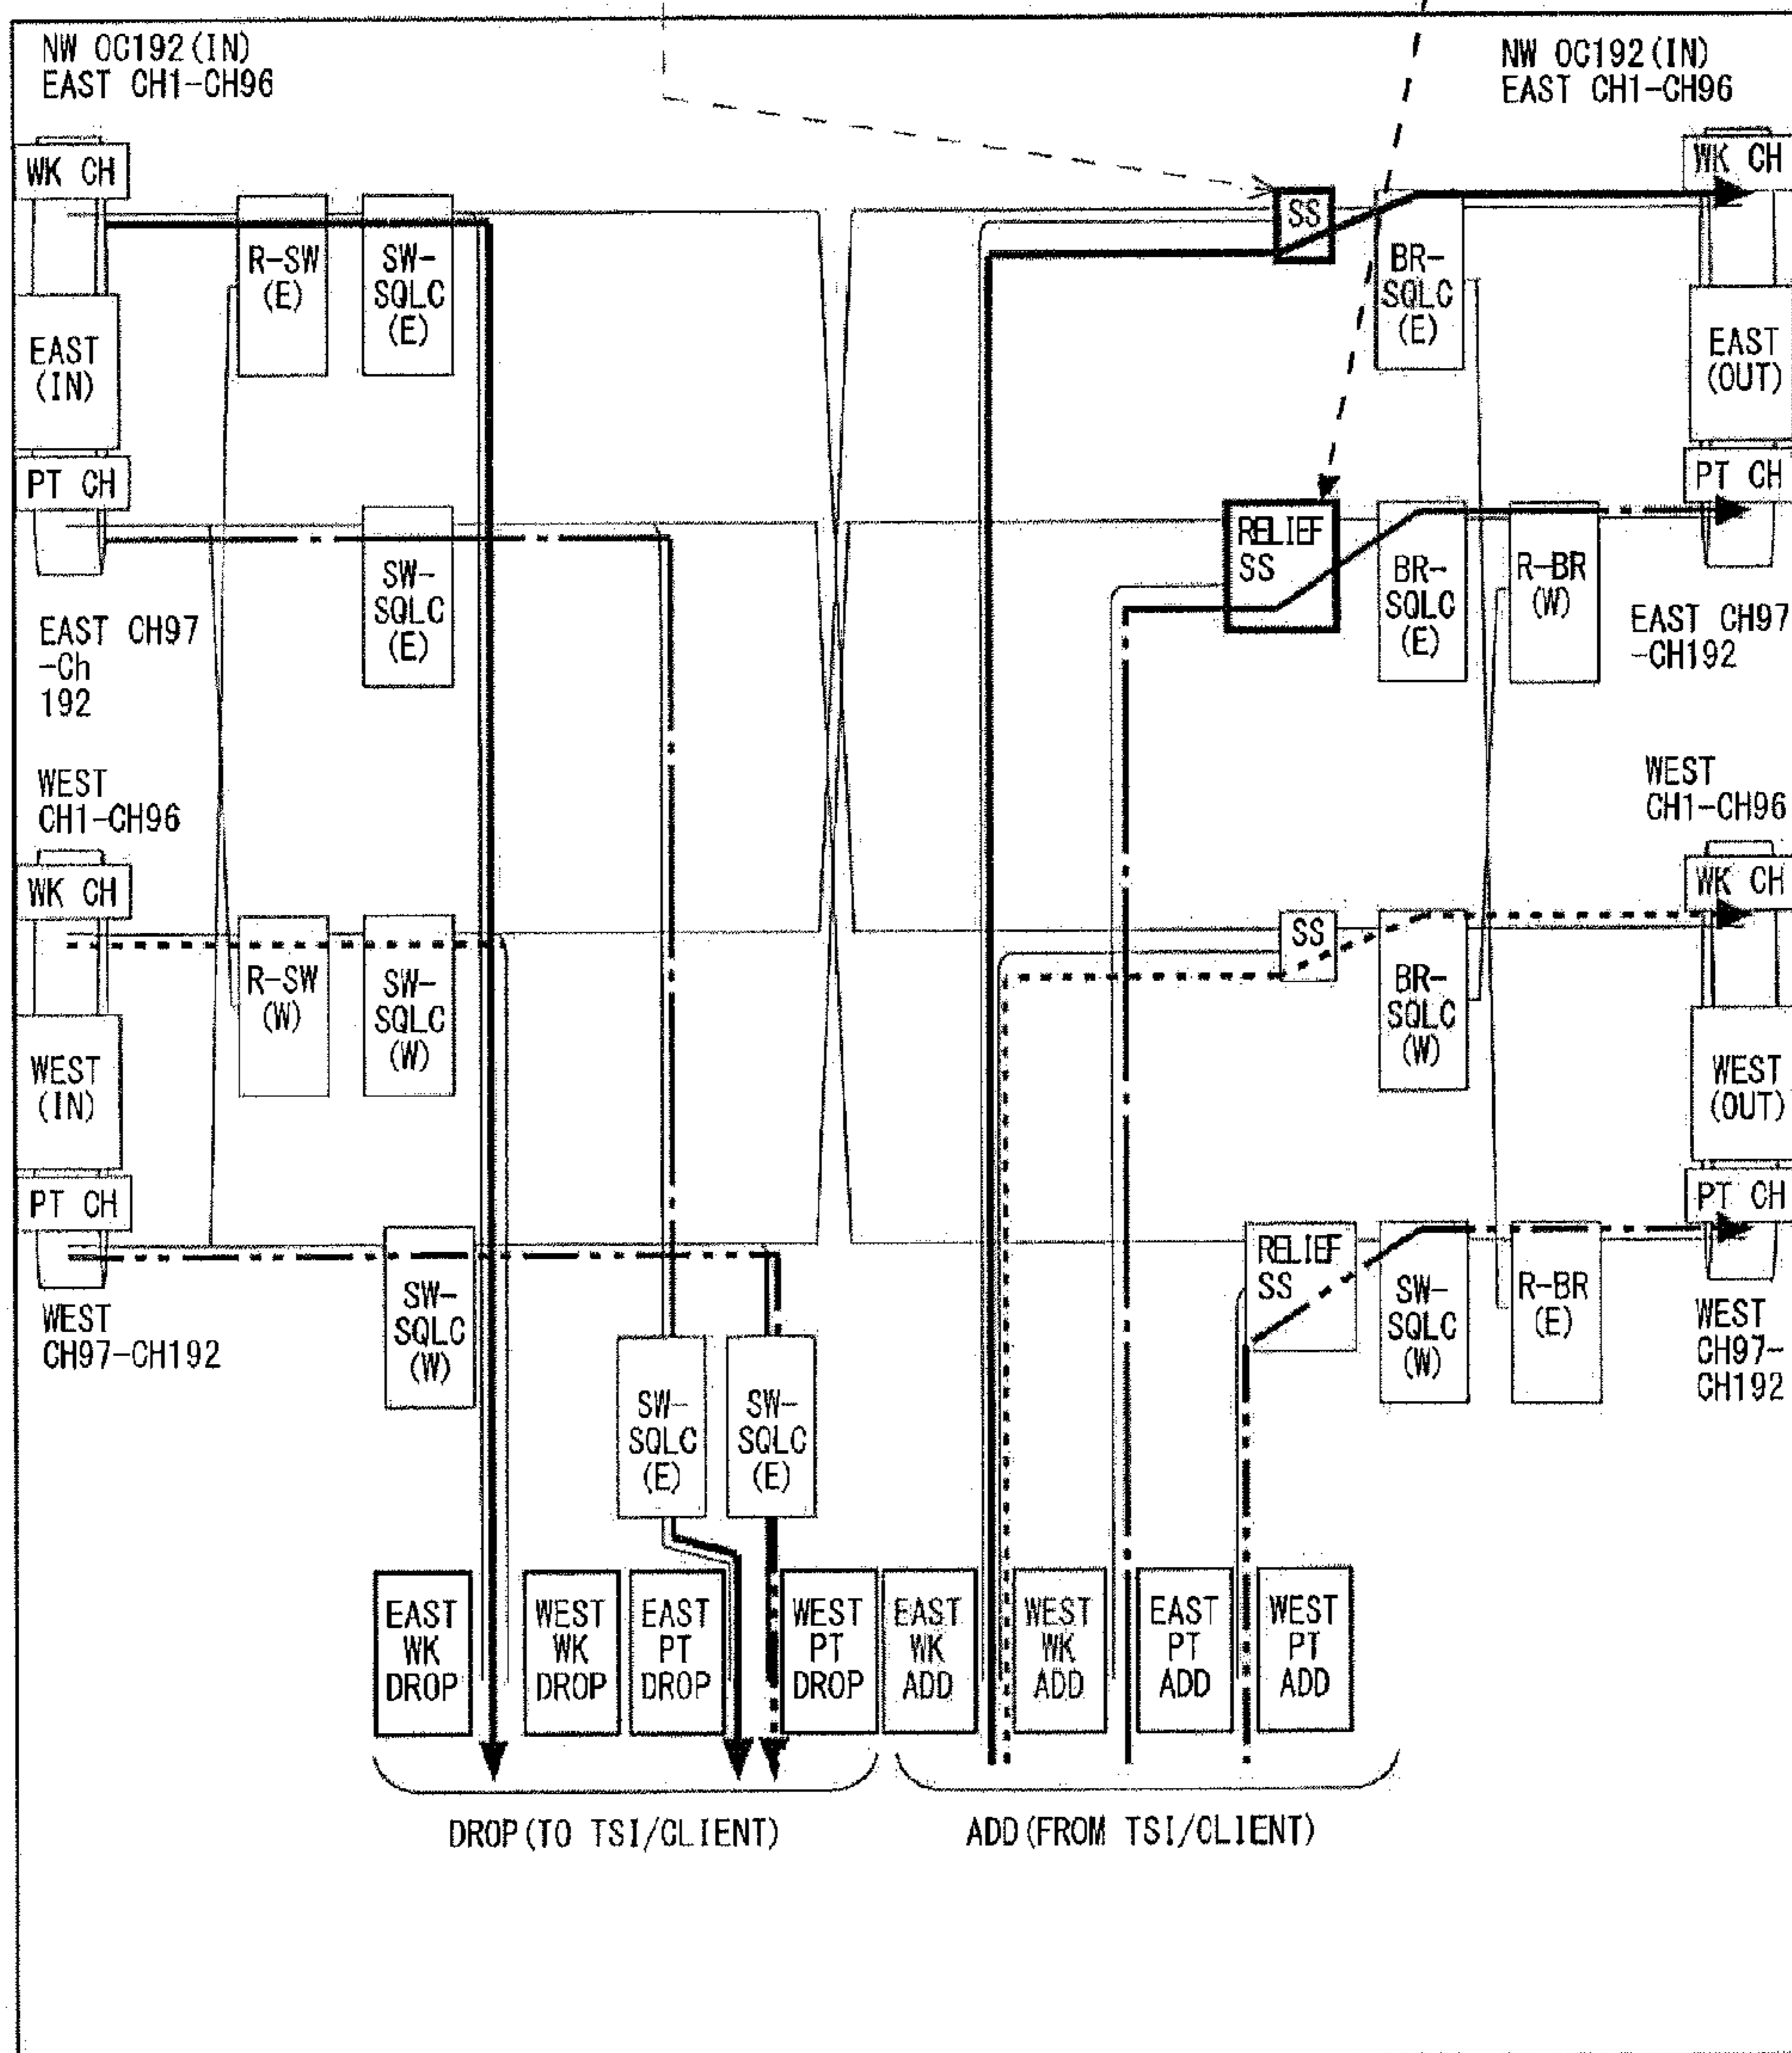 NW OC192(IN)
EAST CH1-CH96
NW OC192(IN)
EAST CH1-CH96
WK CH
R-SW
(E)
SW-
SQLC
(E)
SS
BR-
SQLC
(E)
WK CH
EAST
(IN)
EAST
(OUT)
PT CH
SW-
SQLC
(E)
RELIEF
SS
BR-
SQLC
(E)
R-BR
(W)
PT CH
EAST CH97
-Ch
192
EAST CH97
-CH192
WEST
CH1-CH96
WEST
CH1-CH96
WK CH
R-SW
(W)
SW-
SQLC
(W)
SS
BR-
SQLC
(W)
WK CH
WEST
(IN)
WEST
(OUT)
PT CH
SW-
SQLC
(W)
RELIEF
SS
SW-
SQLC
(W)
R-BR
(E)
PT CH
WEST
CH97-CH192
WEST
CH97-
CH192
SW-
SQLC
(E)
SW-
SQLC
(E)
EAST
WK
DROP
WEST
WK
DROP
EAST
PT
DROP
WEST
PT
DROP
EAST
WK
ADD
WEST
WK
ADD
EAST
PT
ADD
WEST
PT
ADD
DROP(TO TSI/CLIENT)
ADD(FROM TSI/CLIENT)